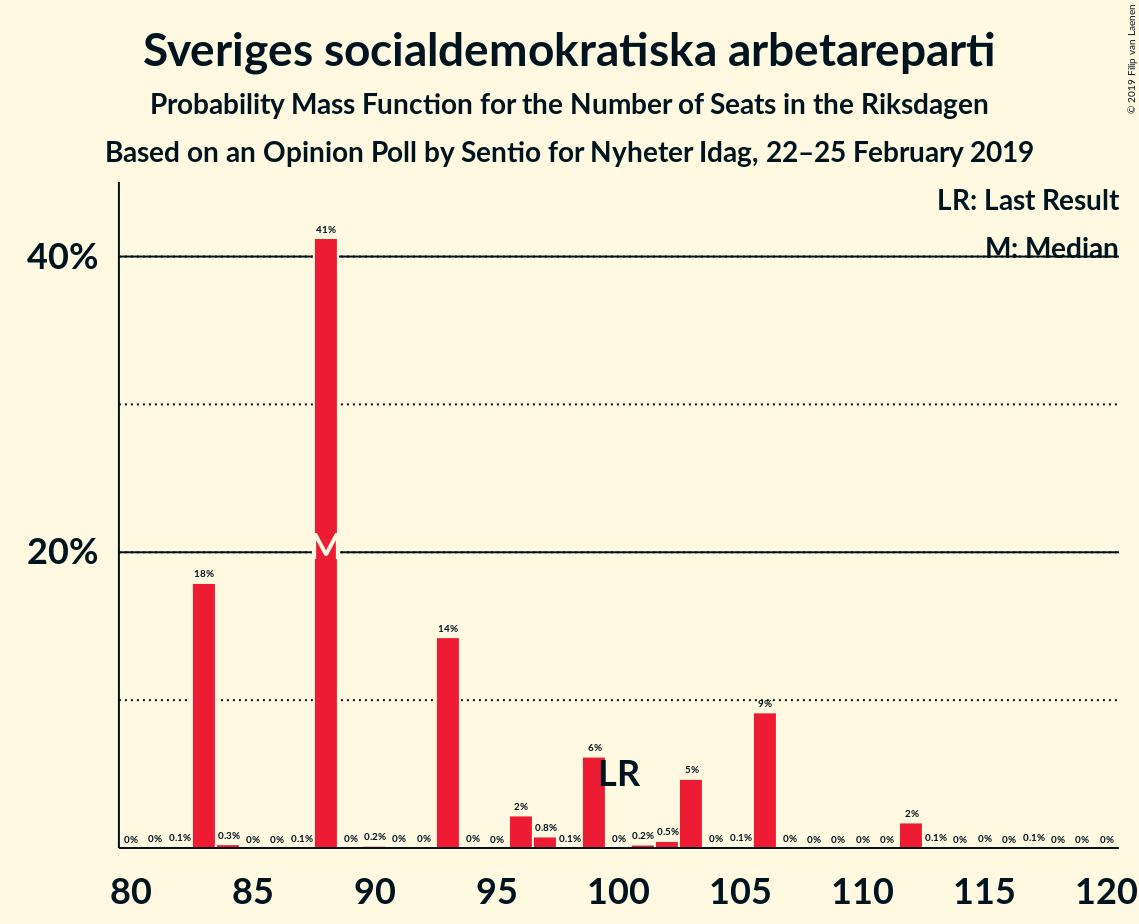 Sveriges socialdemokratiska arbetareparti
Probability Mass Function for the Number of Seats in the Riksdagen
Based on an Opinion Poll by Sentio for Nyheter Idag, 22–25 February 2019
© 2019 Filip van Laenen
LR: Last Result
M: Median
40%
20%
0% 0% 0.1% 18% 0.3% 0% 0% 0.1% 41% 0% 0.2% 0% 0% 14% 0% 0% 2% 0.8% 0.1% 6% 0% 0.2% 0.5% 5% 0% 0.1% 9% 0% 0% 0% 0% 0% 2% 0.1% 0% 0% 0% 0.1% 0% 0% 0%
M
LR
80 85 90 95 100 105 110 115 120